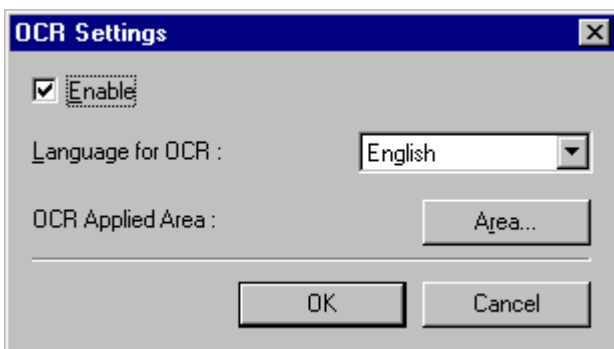 OCR Settings
Enable
Language for OCR : English
OCR Applied Area : Area...
OK Cancel